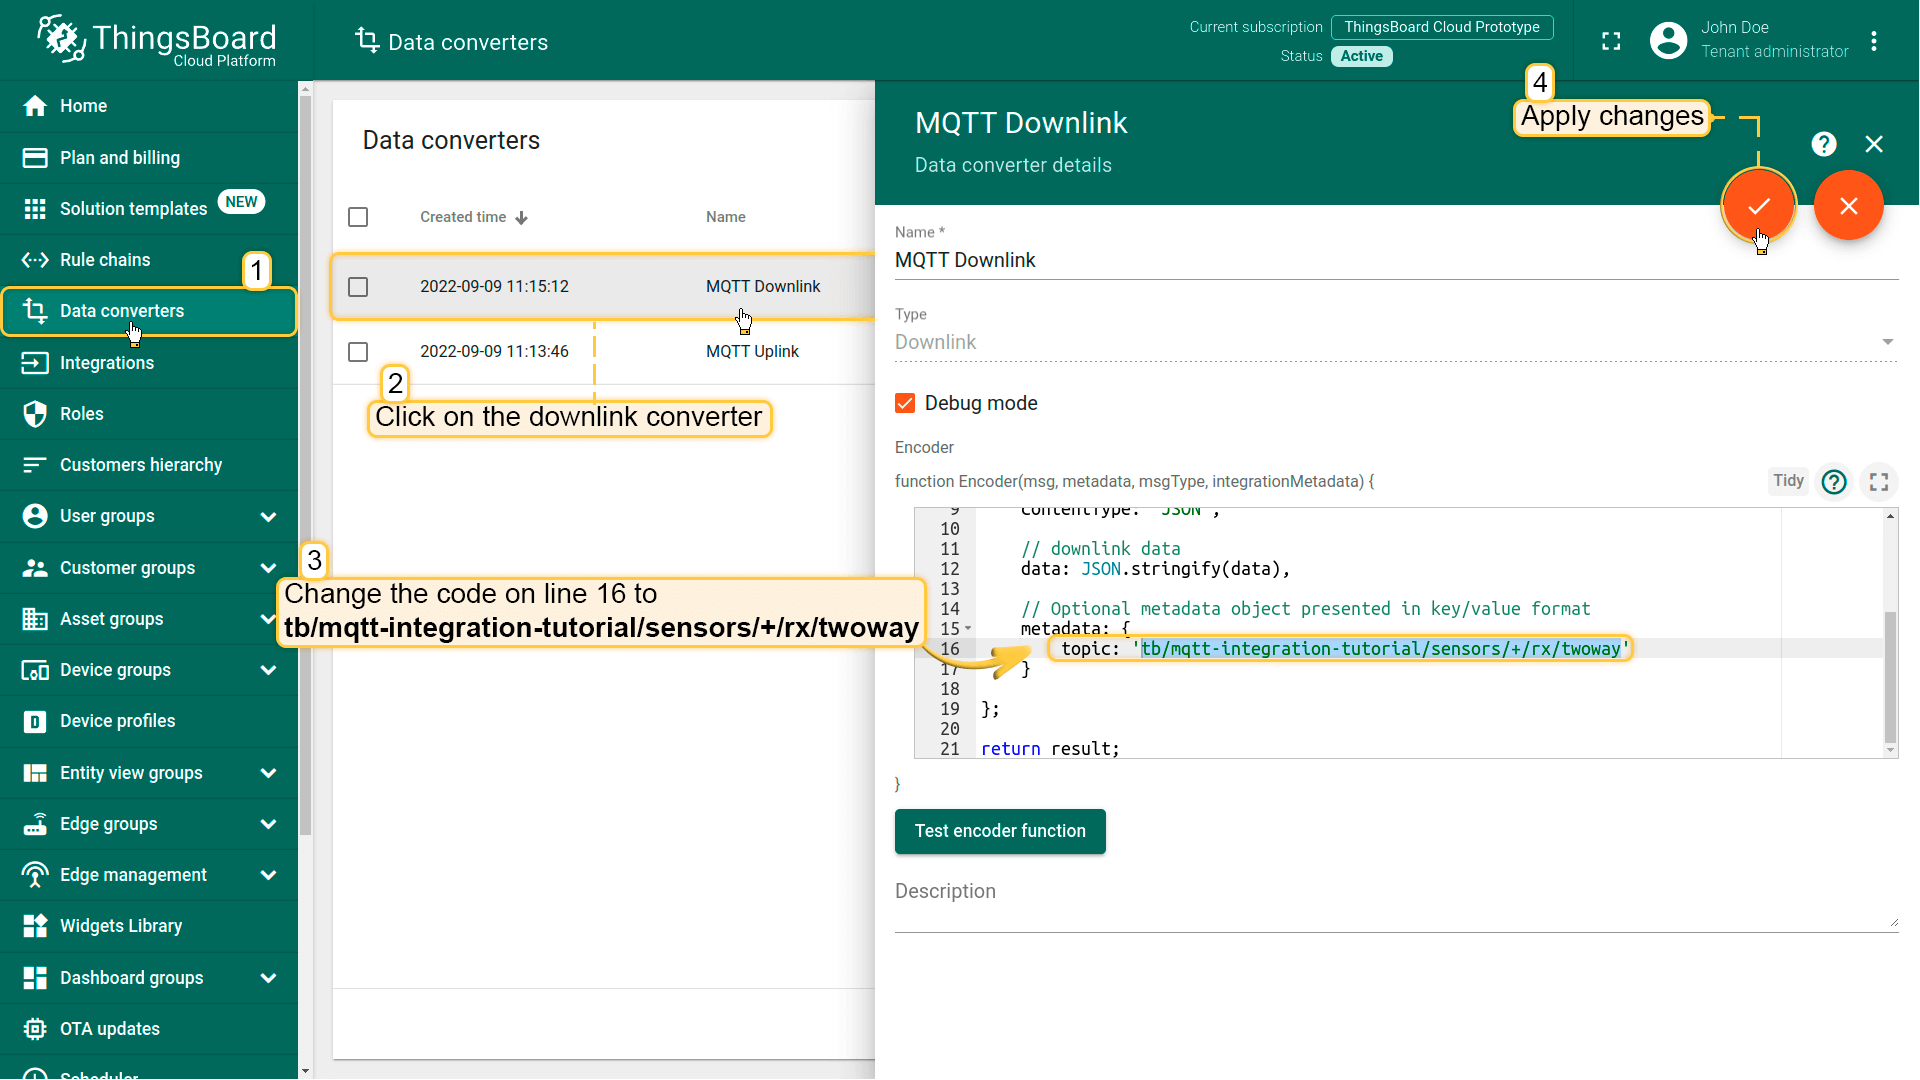 ThingsBoard
Cloud Platform
Data converters
Current subscription
ThingsBoard Cloud Prototype
Status
Active
John Doe
Tenant administrator
Home
Plan and billing
Solution templates
NEW
Rule chains
1
Data converters
Integrations
Roles
Customers hierarchy
User groups
Customer groups
Asset groups
Device groups
Device profiles
Entity view groups
Edge groups
Edge management
Widgets Library
Dashboard groups
OTA updates
Scheduler
Data converters
Created time
Name
2022-09-09 11:15:12
MQTT Downlink
2022-09-09 11:13:46
MQTT Uplink
2
Click on the downlink converter
3
Change the code on line 16 to
tb/mqtt-integration-tutorial/sensors/+/rx/twoway
MQTT Downlink
Data converter details
4
Apply changes
Name *
MQTT Downlink
Type
Downlink
Debug mode
Encoder
function Encoder(msg, metadata, msgType, integrationMetadata) {
Tidy
9 contentType: "JSON",
10
11 // downlink data
12 data: JSON.stringify(data),
13
14 // Optional metadata object presented in key/value format
15 metadata: {
16 topic: 'tb/mqtt-integration-tutorial/sensors/+/rx/twoway'
17 }
18
19 };
20
21 return result;
}
Test encoder function
Description